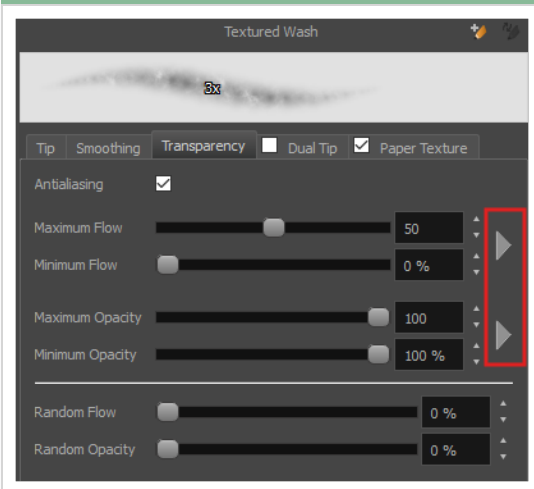 Textured Wash
3x
Tip Smoothing Transparency Dual Tip Paper Texture
Antialiasing
Maximum Flow 50
Minimum Flow 0 %
Maximum Opacity 100
Minimum Opacity 100 %
Random Flow 0 %
Random Opacity 0 %